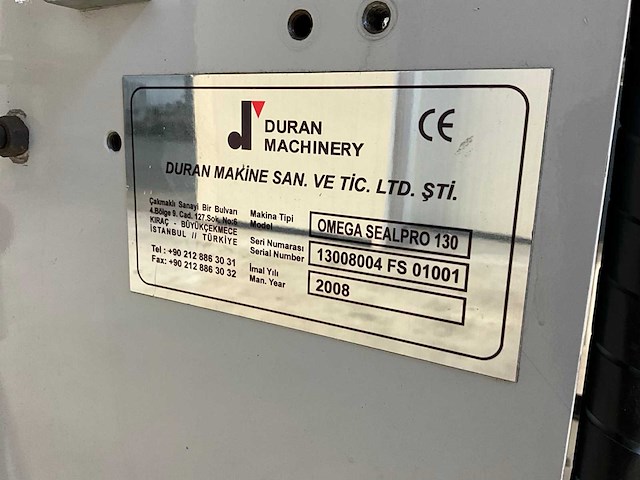 DURAN
MACHINERY
CE
DURAN MAKİNE SAN. VE TİC. LTD. ŞTİ.
Çakmaklı Sanayi Bir Bulvarı
4.Bölge 9. Cad. 127.Sok. No:6
KIRAÇ - BÜYÜKÇEKMECE
İSTANBUL // TÜRKİYE
Tel : +90 212 886 30 31
Fax: +90 212 886 30 32
Makina Tipi
Model
OMEGA SEALPRO 130
Seri Numarası
Serial Number
13008004 FS 01001
İmal Yılı
Man. Year
2008